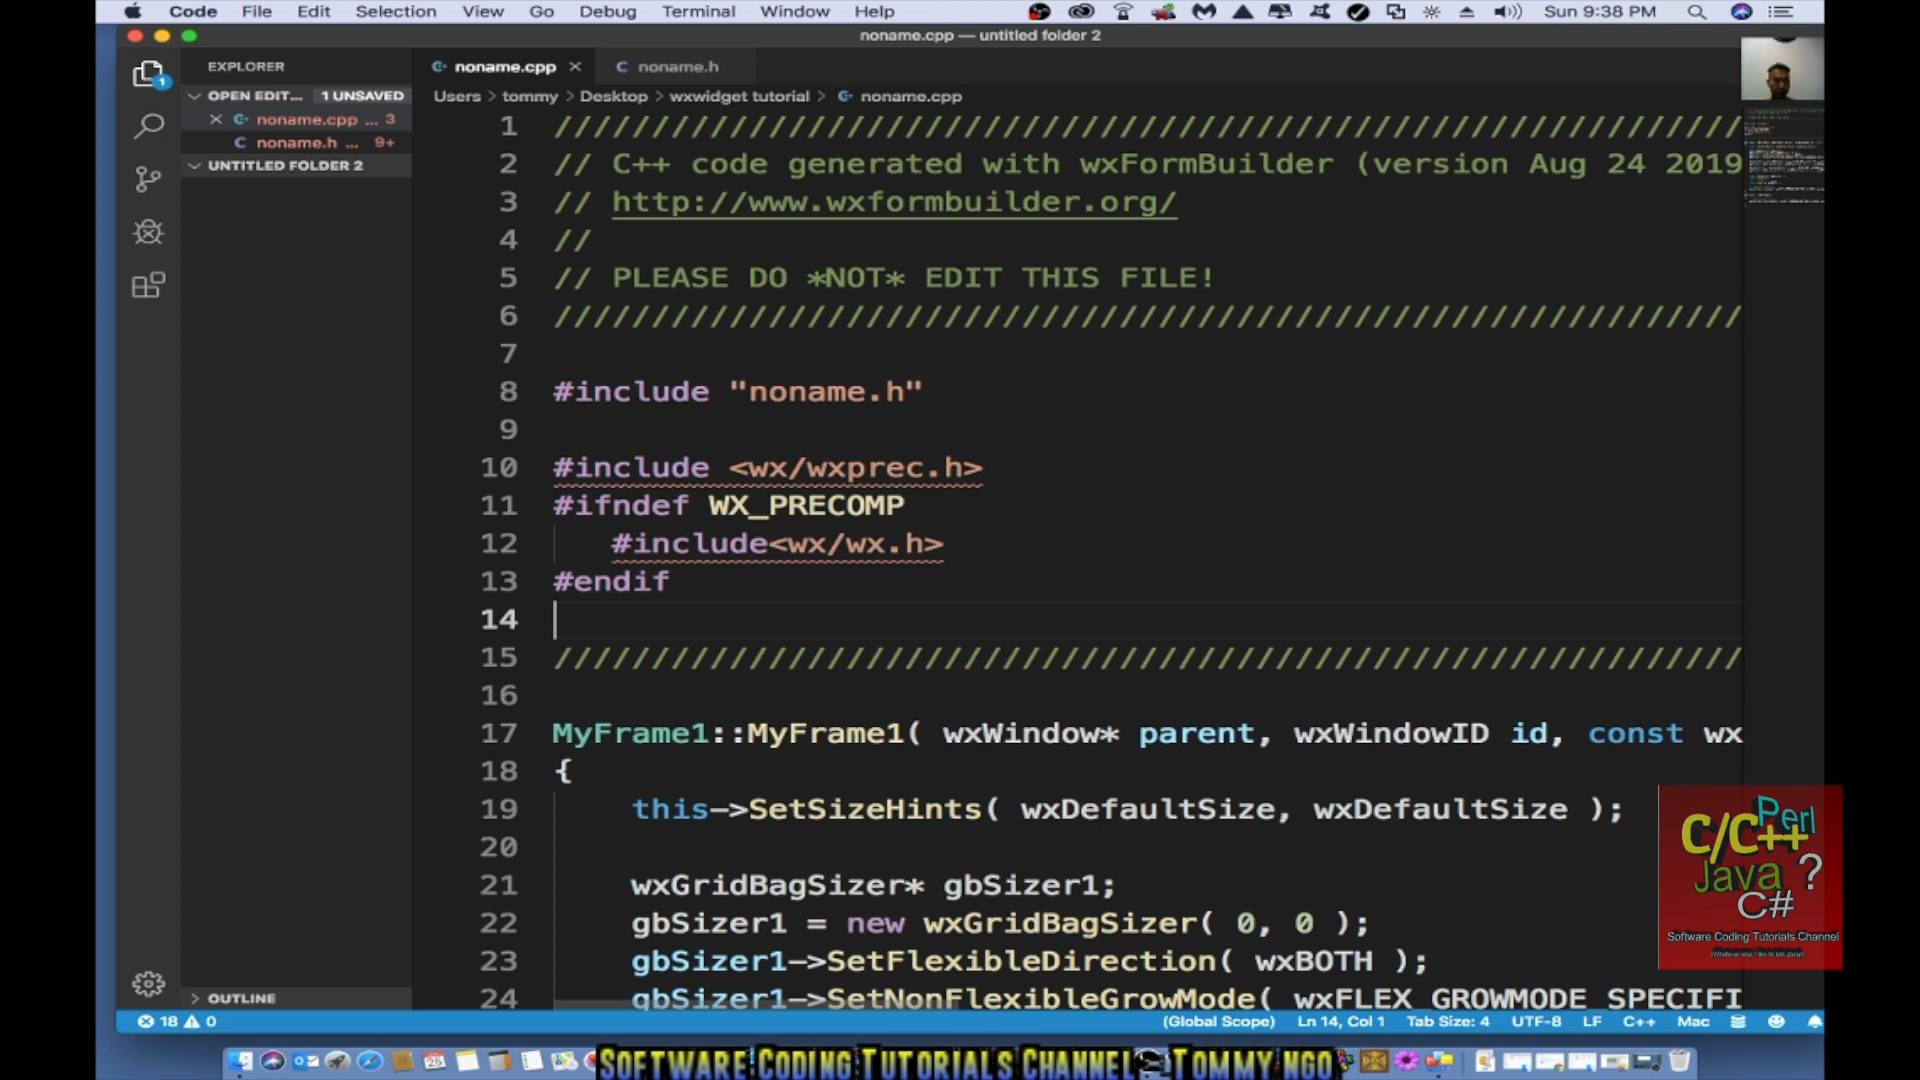 Code File Edit Selection View Go Debug Terminal Window Help Sun 9:38 PM
noname.cpp — untitled folder 2
EXPLORER
noname.cpp noname.h
OPEN EDIT... 1 UNSAVED
Users > tommy > Desktop > wxwidget tutorial > noname.cpp
noname.cpp ... 3
noname.h ... 9+
UNTITLED FOLDER 2
1 /////////////////////////////////////////////////////////////
2 // C++ code generated with wxFormBuilder (version Aug 24 2019
3 // http://www.wxformbuilder.org/
4 //
5 // PLEASE DO *NOT* EDIT THIS FILE!
6 /////////////////////////////////////////////////////////////
7
8 #include "noname.h"
9
10 #include <wx/wxprec.h>
11 #ifndef WX_PRECOMP
12 #include<wx/wx.h>
13 #endif
14
15 /////////////////////////////////////////////////////////////
16
17 MyFrame1::MyFrame1( wxWindow* parent, wxWindowID id, const wx
18 {
19 this->SetSizeHints( wxDefaultSize, wxDefaultSize );
20
21 wxGridBagSizer* gbSizer1;
22 gbSizer1 = new wxGridBagSizer( 0, 0 );
23 gbSizer1->SetFlexibleDirection( wxBOTH );
24 gbSizer1->SetNonFlexibleGrowMode( wxFLEX_GROWMODE_SPECIFI
OUTLINE
18 0 (Global Scope) Ln 14, Col 1 Tab Size: 4 UTF-8 LF C++ Mac
C/C++ Perl
Java ?
C#
Software Coding Tutorials Channel
SOFTWARE CODING TUTORIALS CHANNEL - TOMMY NGO